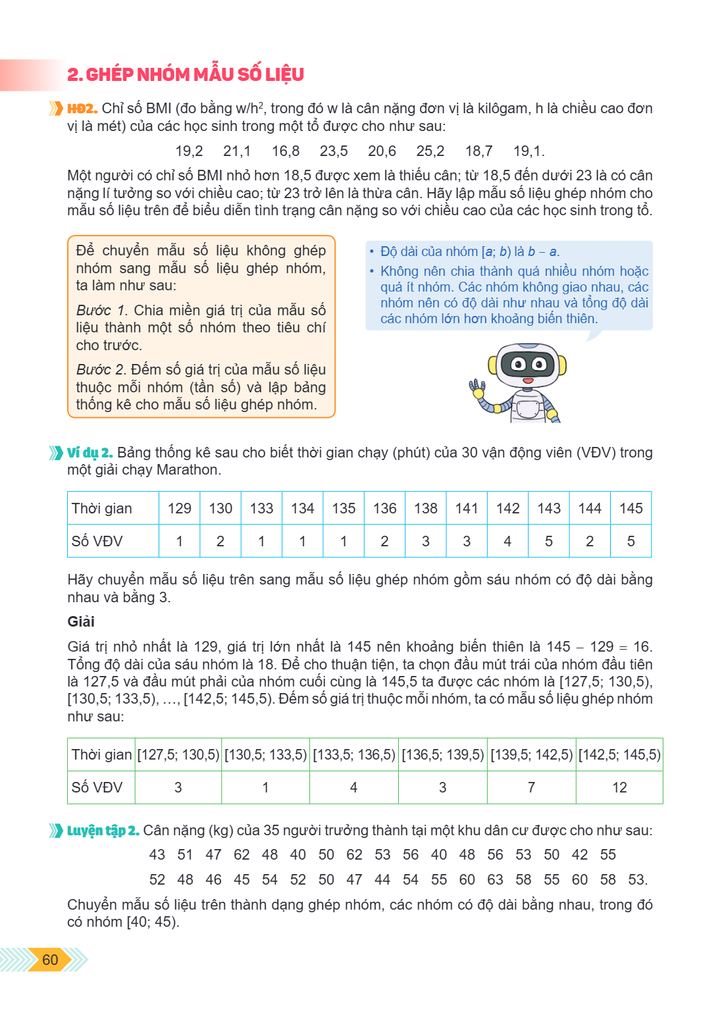 2. GHÉP NHÓM MẪU SỐ LIỆU
HĐ2. Chỉ số BMI (đo bằng w/h², trong đó w là cân nặng đơn vị là kilôgam, h là chiều cao đơn
vị là mét) của các học sinh trong một tổ được cho như sau:
19,2 21,1 16,8 23,5 20,6 25,2 18,7 19,1.
Một người có chỉ số BMI nhỏ hơn 18,5 được xem là thiếu cân; từ 18,5 đến dưới 23 là có cân
nặng lí tưởng so với chiều cao; từ 23 trở lên là thừa cân. Hãy lập mẫu số liệu ghép nhóm cho
mẫu số liệu trên để biểu diễn tình trạng cân nặng so với chiều cao của các học sinh trong tổ.
Để chuyển mẫu số liệu không ghép
nhóm sang mẫu số liệu ghép nhóm,
ta làm như sau:
Bước 1. Chia miền giá trị của mẫu số
liệu thành một số nhóm theo tiêu chí
cho trước.
Bước 2. Đếm số giá trị của mẫu số liệu
thuộc mỗi nhóm (tần số) và lập bảng
thống kê cho mẫu số liệu ghép nhóm.
• Độ dài của nhóm [a; b) là b – a.
• Không nên chia thành quá nhiều nhóm hoặc
quá ít nhóm. Các nhóm không giao nhau, các
nhóm nên có độ dài như nhau và tổng độ dài
các nhóm lớn hơn khoảng biến thiên.
Ví dụ 2. Bảng thống kê sau cho biết thời gian chạy (phút) của 30 vận động viên (VĐV) trong
một giải chạy Marathon.
Thời gian 129 130 133 134 135 136 138 141 142 143 144 145
Số VĐV 1 2 1 1 1 2 3 3 4 5 2 5
Hãy chuyển mẫu số liệu trên sang mẫu số liệu ghép nhóm gồm sáu nhóm có độ dài bằng
nhau và bằng 3.
Giải
Giá trị nhỏ nhất là 129, giá trị lớn nhất là 145 nên khoảng biến thiên là 145 – 129 = 16.
Tổng độ dài của sáu nhóm là 18. Để cho thuận tiện, ta chọn đầu mút trái của nhóm đầu tiên
là 127,5 và đầu mút phải của nhóm cuối cùng là 145,5 ta được các nhóm là [127,5; 130,5),
[130,5; 133,5), …, [142,5; 145,5). Đếm số giá trị thuộc mỗi nhóm, ta có mẫu số liệu ghép nhóm
như sau:
Thời gian [127,5; 130,5) [130,5; 133,5) [133,5; 136,5) [136,5; 139,5) [139,5; 142,5) [142,5; 145,5)
Số VĐV 3 1 4 3 7 12
Luyện tập 2. Cân nặng (kg) của 35 người trưởng thành tại một khu dân cư được cho như sau:
43 51 47 62 48 40 50 62 53 56 40 48 56 53 50 42 55
52 48 46 45 54 52 50 47 44 54 55 60 63 58 55 60 58 53.
Chuyển mẫu số liệu trên thành dạng ghép nhóm, các nhóm có độ dài bằng nhau, trong đó
có nhóm [40; 45).
60